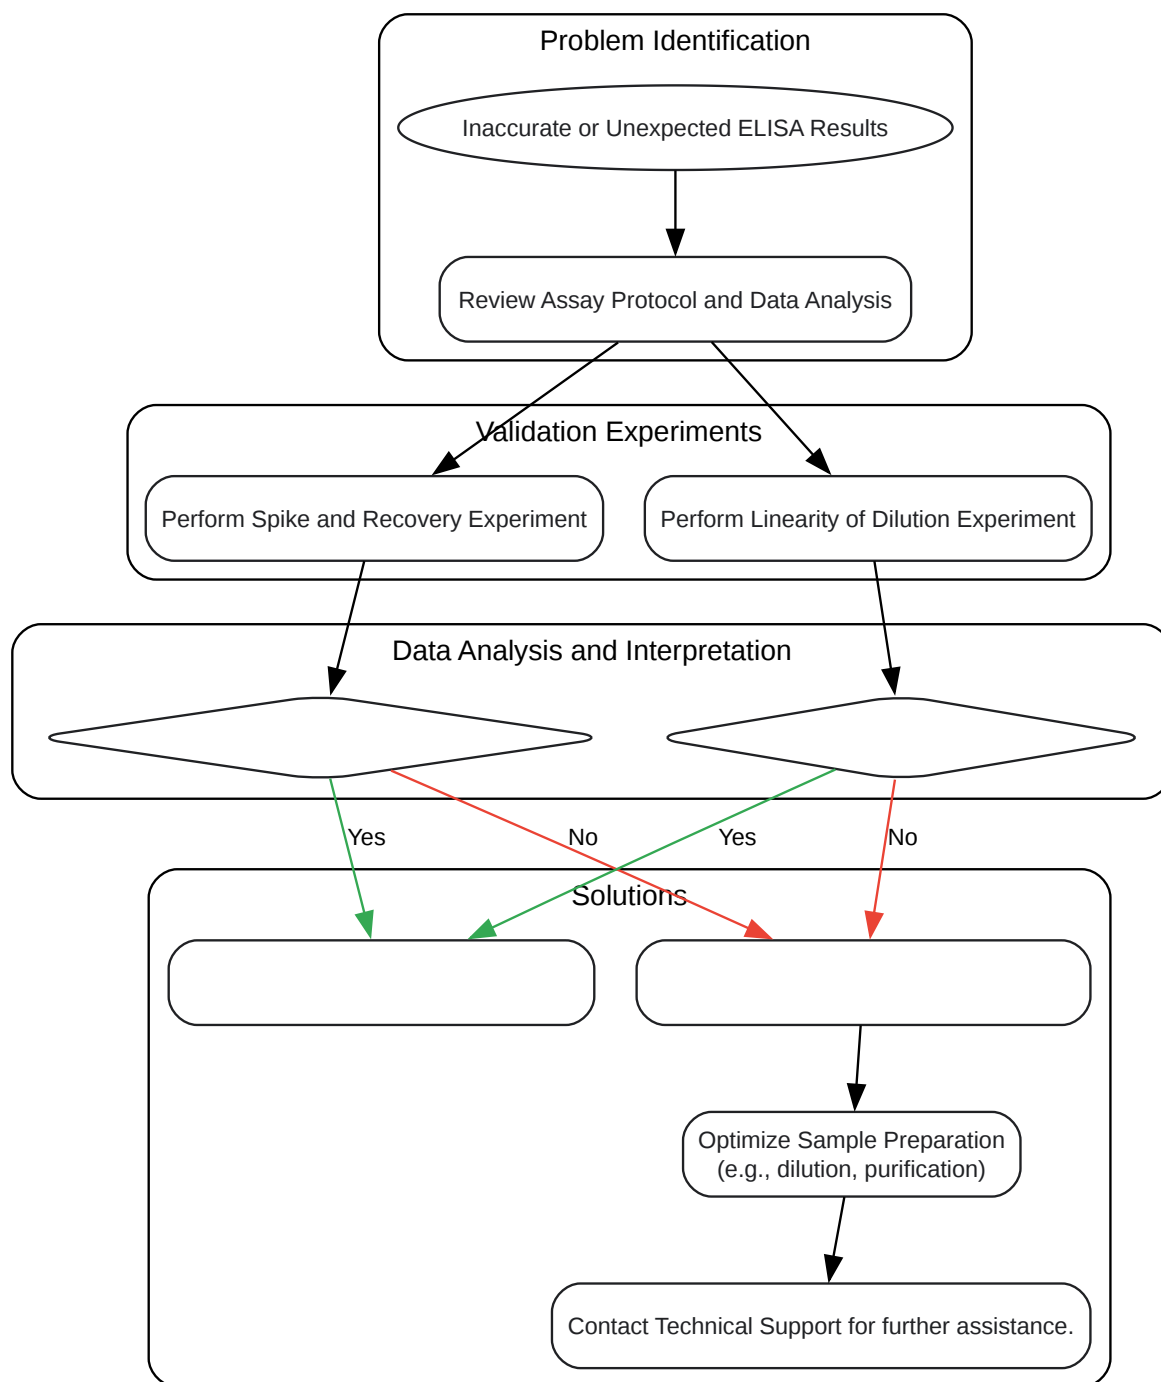 Problem Identification
Inaccurate or Unexpected ELISA Results
Review Assay Protocol and Data Analysis
Validation Experiments
Perform Spike and Recovery Experiment
Perform Linearity of Dilution Experiment
Data Analysis and Interpretation
Yes
No
Yes
No
Solutions
Optimize Sample Preparation
(e.g., dilution, purification)
Contact Technical Support for further assistance.